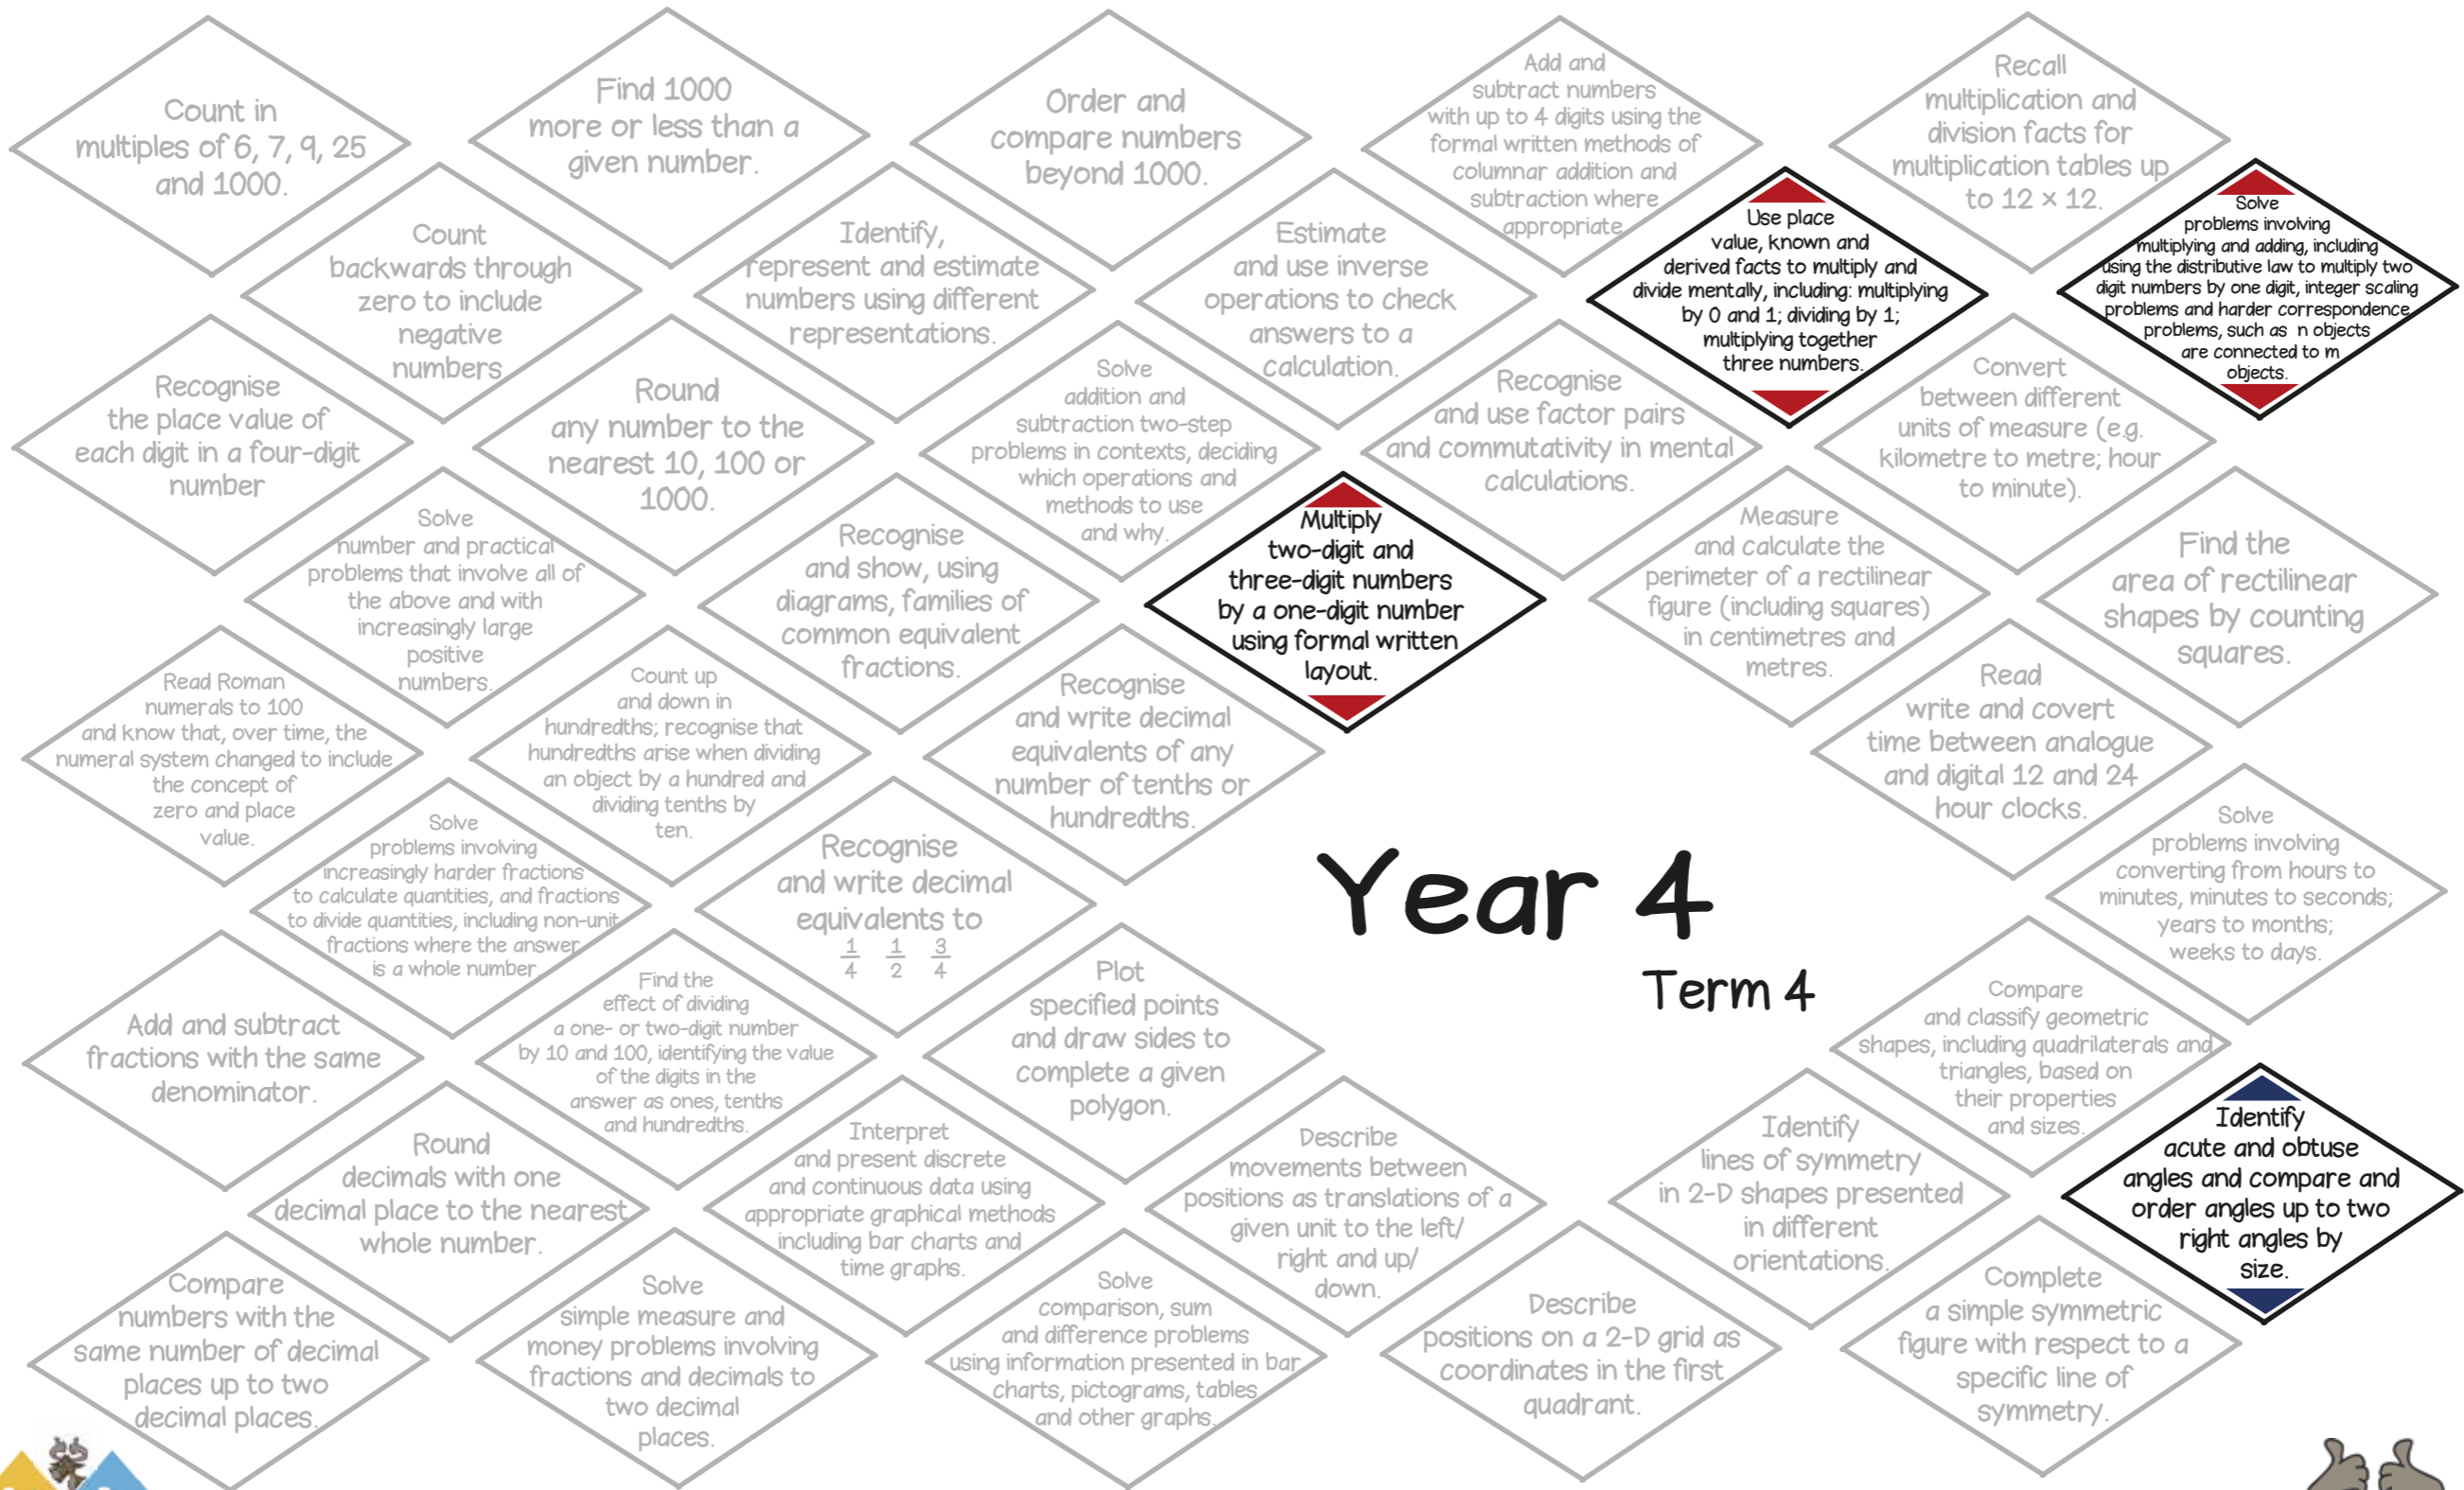 Count in
multiples of 6, 7, 9, 25
and 1000.
Find 1000
more or less than a
given number.
Order and
compare numbers
beyond 1000.
Add and
subtract numbers
with up to 4 digits using the
formal written methods of
columnar addition and
subtraction where
appropriate
Recall
multiplication and
division facts for
multiplication tables up
to 12 × 12.
Count
backwards through
zero to include
negative
numbers
Identify,
represent and estimate
numbers using different
representations.
Estimate
and use inverse
operations to check
answers to a
calculation.
Use place
value, known and
derived facts to multiply and
divide mentally, including: multiplying
by 0 and 1; dividing by 1;
multiplying together
three numbers.
Solve
problems involving
multiplying and adding, including
using the distributive law to multiply two
digit numbers by one digit, integer scaling
problems and harder correspondence
problems, such as n objects
are connected to m
objects.
Recognise
the place value of
each digit in a four-digit
number
Round
any number to the
nearest 10, 100 or
1000.
Solve
addition and
subtraction two-step
problems in contexts, deciding
which operations and
methods to use
and why.
Recognise
and use factor pairs
and commutativity in mental
calculations.
Convert
between different
units of measure (e.g.
kilometre to metre; hour
to minute).
Solve
number and practical
problems that involve all of
the above and with
increasingly large
positive
numbers.
Recognise
and show, using
diagrams, families of
common equivalent
fractions.
Multiply
two-digit and
three-digit numbers
by a one-digit number
using formal written
layout.
Measure
and calculate the
perimeter of a rectilinear
figure (including squares)
in centimetres and
metres.
Find the
area of rectilinear
shapes by counting
squares.
Read Roman
numerals to 100
and know that, over time, the
numeral system changed to include
the concept of
zero and place
value.
Count up
and down in
hundredths; recognise that
hundredths arise when dividing
an object by a hundred and
dividing tenths by
ten.
Recognise
and write decimal
equivalents of any
number of tenths or
hundredths.
Read
write and covert
time between analogue
and digital 12 and 24
hour clocks.
Solve
problems involving
increasingly harder fractions
to calculate quantities, and fractions
to divide quantities, including non-unit
fractions where the answer
is a whole number.
Recognise
and write decimal
equivalents to
1/4 1/2 3/4
Year 4
Term 4
Solve
problems involving
converting from hours to
minutes, minutes to seconds;
years to months;
weeks to days.
Add and subtract
fractions with the same
denominator.
Find the
effect of dividing
a one- or two-digit number
by 10 and 100, identifying the value
of the digits in the
answer as ones, tenths
and hundredths.
Plot
specified points
and draw sides to
complete a given
polygon.
Compare
and classify geometric
shapes, including quadrilaterals and
triangles, based on
their properties
and sizes.
Round
decimals with one
decimal place to the nearest
whole number.
Interpret
and present discrete
and continuous data using
appropriate graphical methods
including bar charts and
time graphs.
Describe
movements between
positions as translations of a
given unit to the left/
right and up/
down.
Identify
lines of symmetry
in 2-D shapes presented
in different
orientations.
Identify
acute and obtuse
angles and compare and
order angles up to two
right angles by
size.
Compare
numbers with the
same number of decimal
places up to two
decimal places.
Solve
simple measure and
money problems involving
fractions and decimals to
two decimal
places.
Solve
comparison, sum
and difference problems
using information presented in bar
charts, pictograms, tables
and other graphs.
Describe
positions on a 2-D grid as
coordinates in the first
quadrant.
Complete
a simple symmetric
figure with respect to a
specific line of
symmetry.